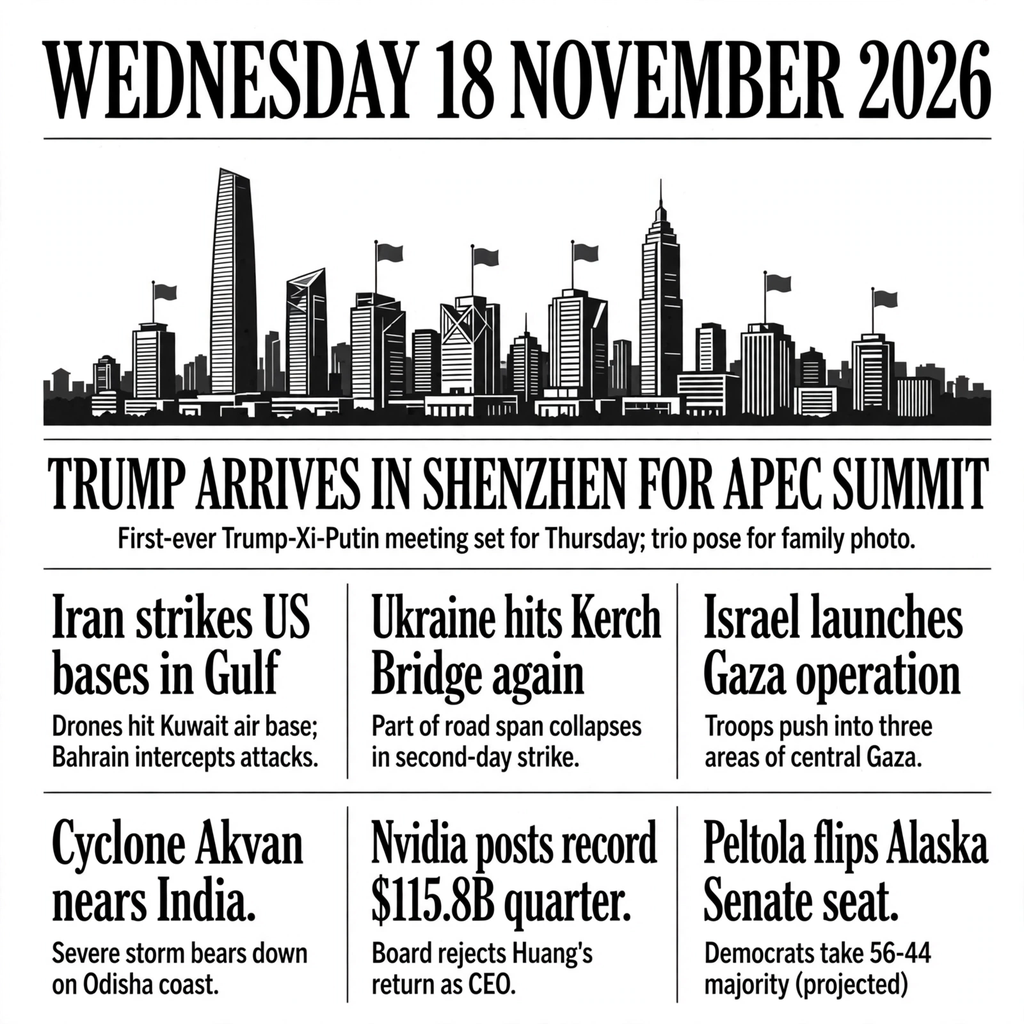 WEDNESDAY 18 NOVEMBER 2026
TRUMP ARRIVES IN SHENZHEN FOR APEC SUMMIT
First-ever Trump-Xi-Putin meeting set for Thursday; trio pose for family photo.
Iran strikes US
bases in Gulf
Drones hit Kuwait air base;
Bahrain intercepts attacks.
Ukraine hits Kerch
Bridge again
Part of road span collapses
in second-day strike.
Israel launches
Gaza operation
Troops push into three
areas of central Gaza.
Cyclone Akvan
nears India.
Severe storm bears down
on Odisha coast.
Nvidia posts record
$115.8B quarter.
Board rejects Huang's
return as CEO.
Peltola flips Alaska
Senate seat.
Democrats take 56-44
majority (projected)